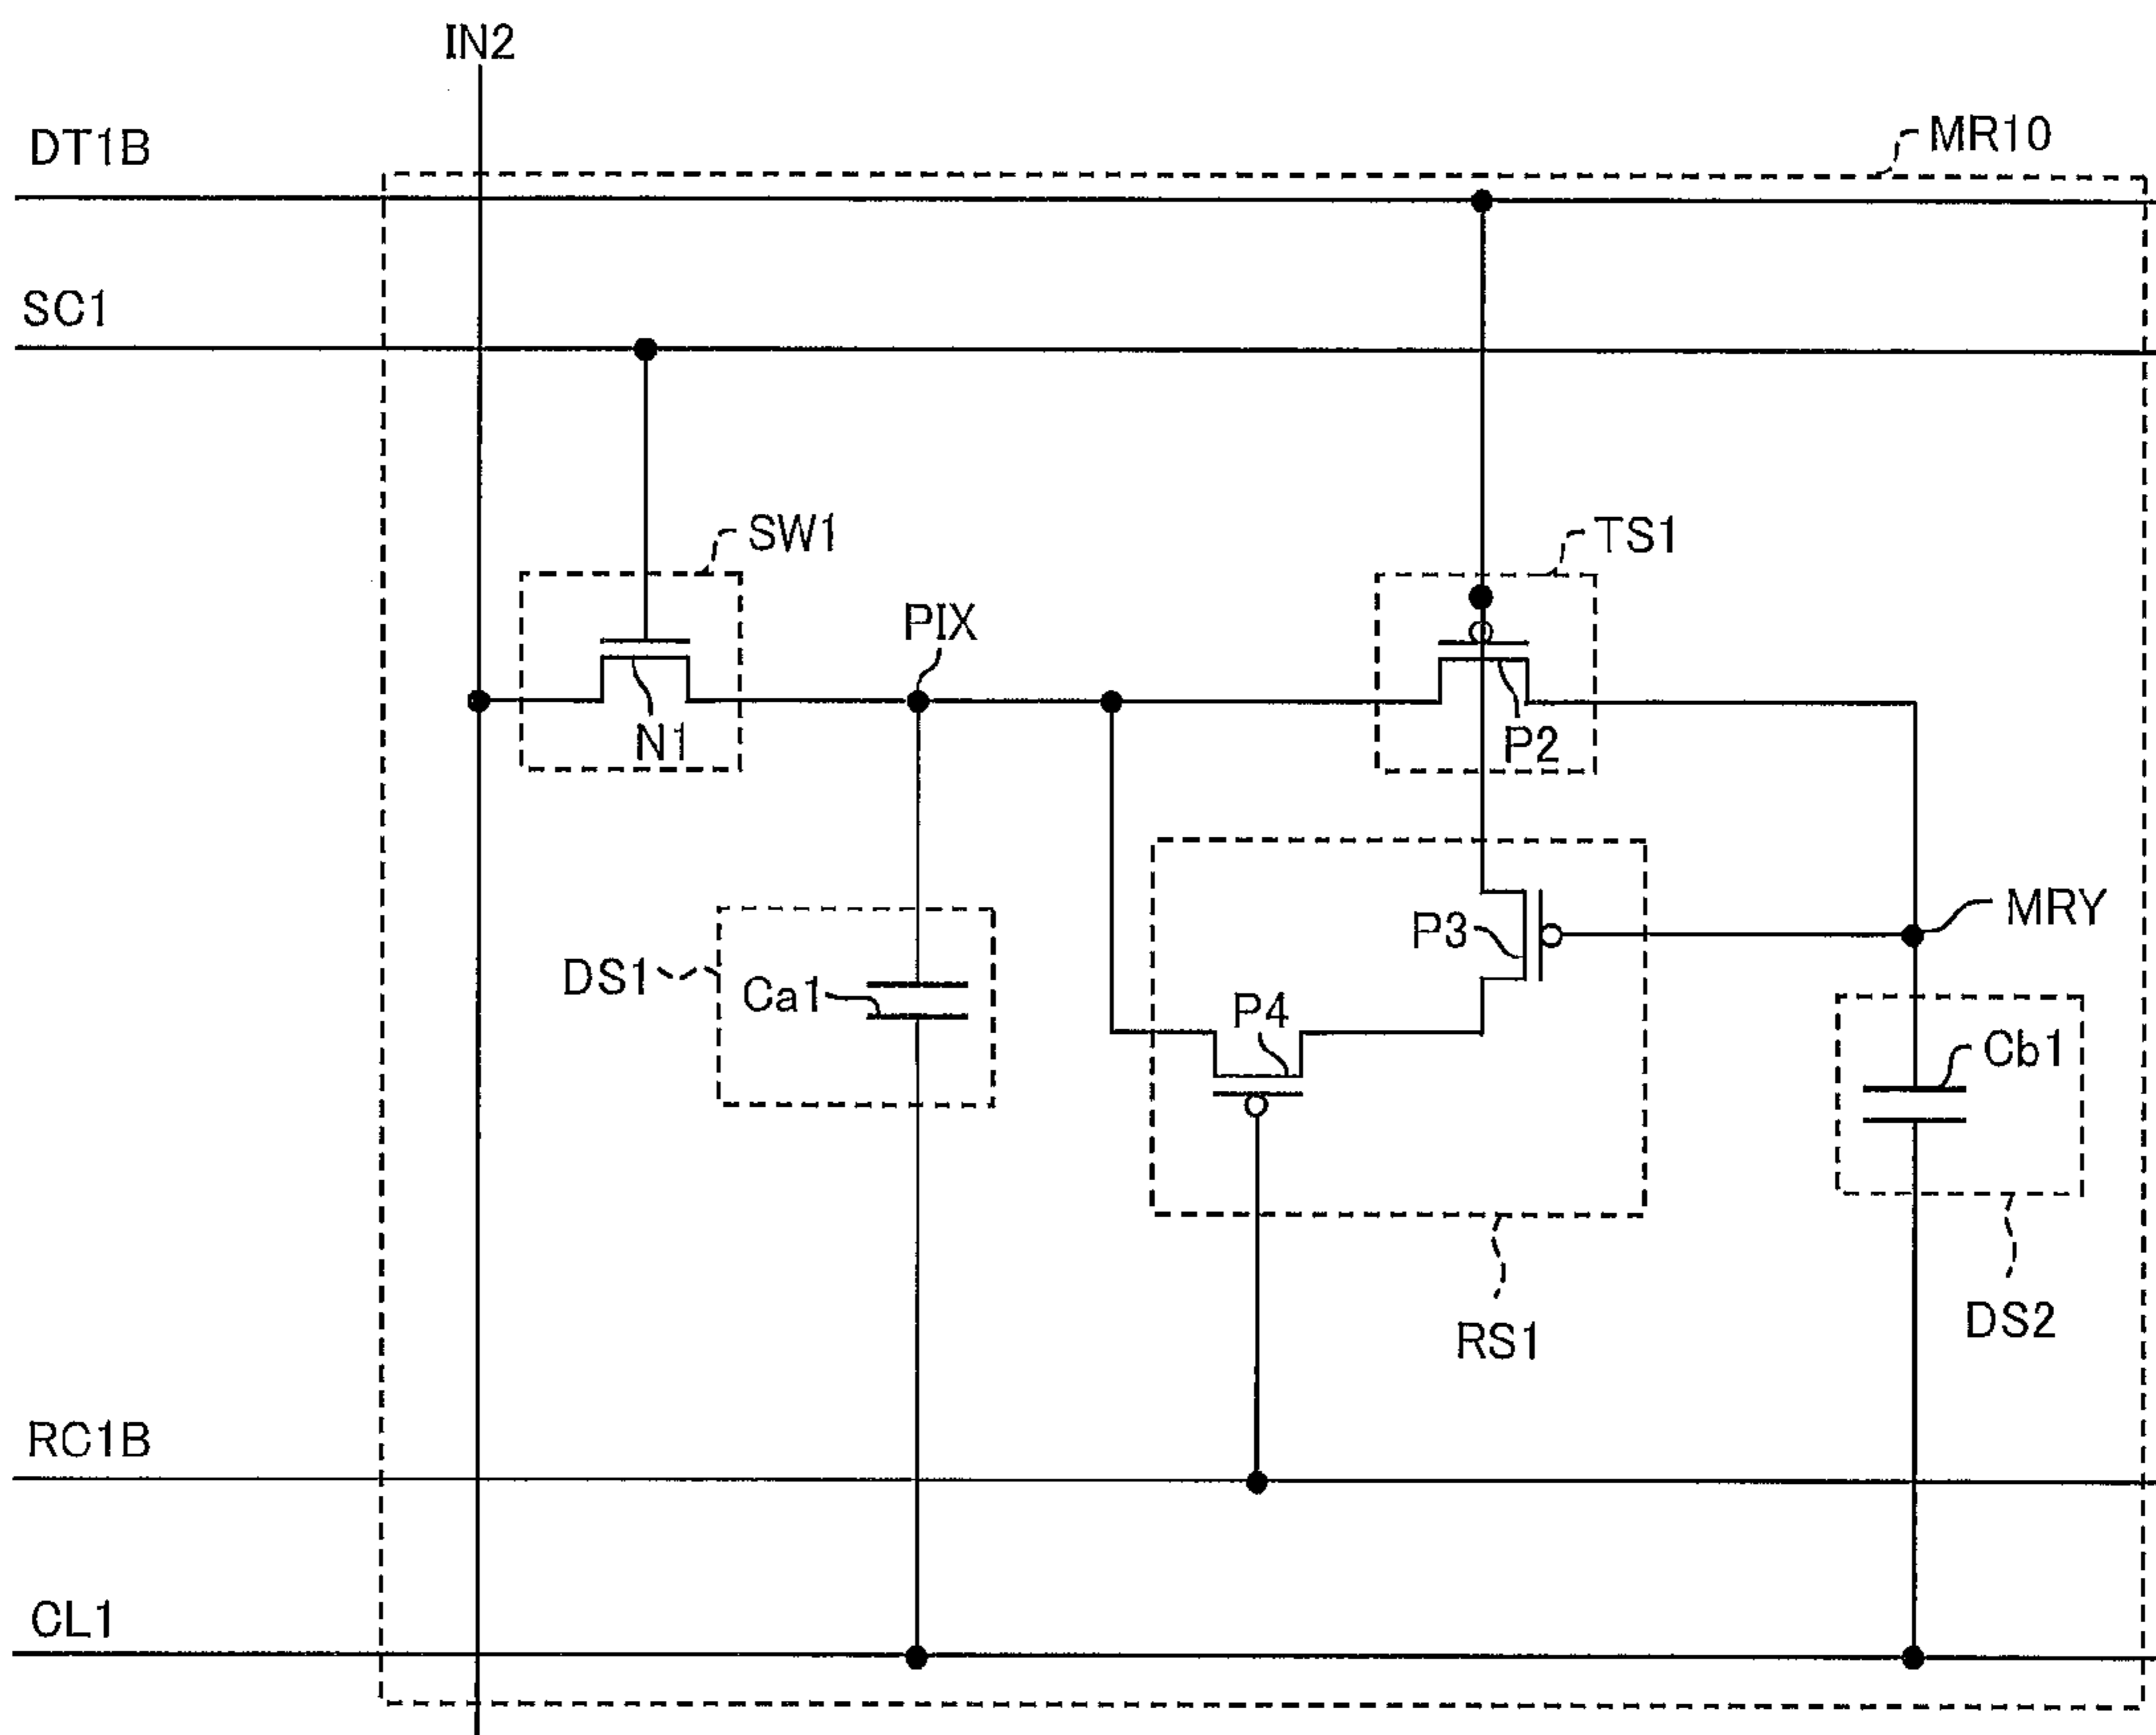 IN2
DT1B
MR10
SC1
SW1
TS1
PIX
N1
P2
P3
MRY
DS1
Ca1
P4
Cb1
RS1
DS2
RC1B
CL1